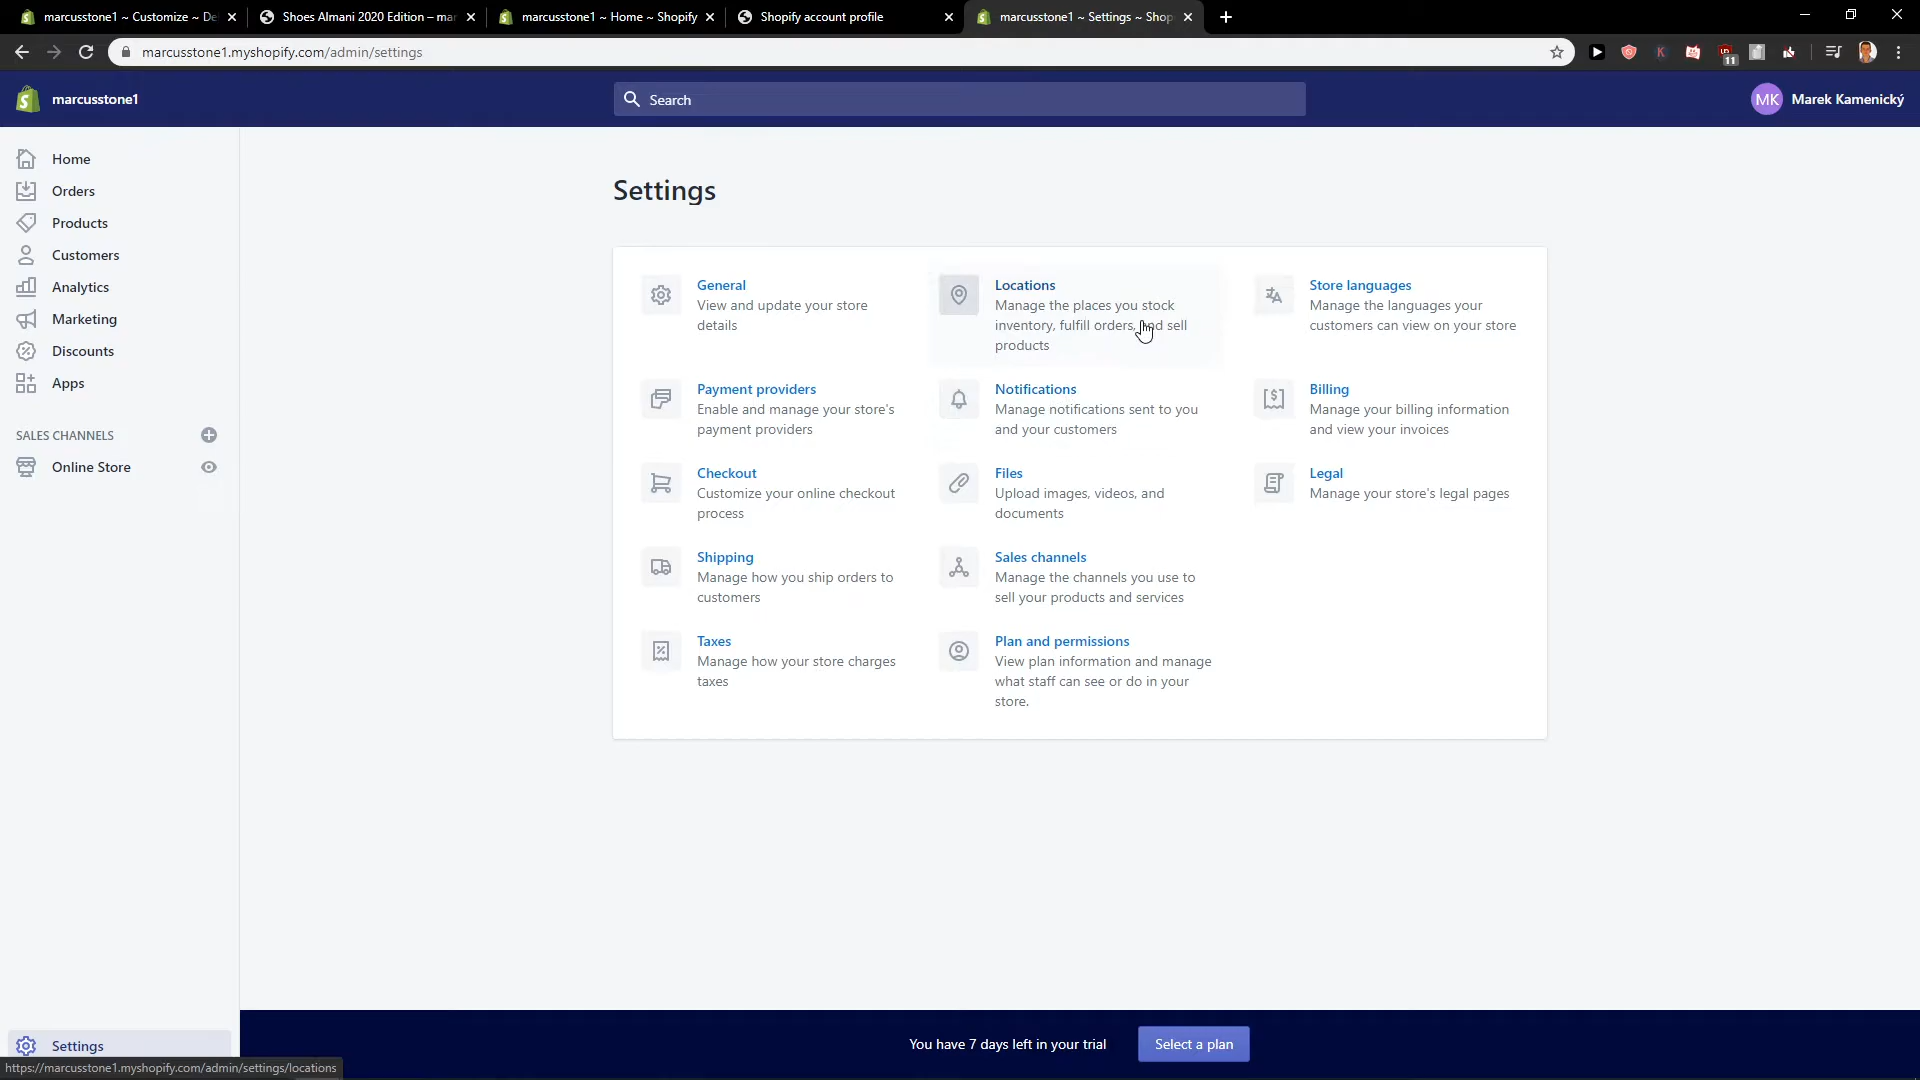 marcusstone1 ~ Customize ~ De
Shoes Almani 2020 Edition – mar
marcusstone1 ~ Home ~ Shopify
Shopify account profile
marcusstone1 ~ Settings ~ Shop
marcusstone1.myshopify.com/admin/settings
11
marcusstone1
Search
MK
Marek Kamenický
Home
Orders
Products
Customers
Analytics
Marketing
Discounts
Apps
SALES CHANNELS
Online Store
Settings
Settings
General
View and update your store
details
Locations
Manage the places you stock
inventory, fulfill orders, and sell
products
Store languages
Manage the languages your
customers can view on your store
Payment providers
Enable and manage your store's
payment providers
Notifications
Manage notifications sent to you
and your customers
Billing
Manage your billing information
and view your invoices
Checkout
Customize your online checkout
process
Files
Upload images, videos, and
documents
Legal
Manage your store's legal pages
Shipping
Manage how you ship orders to
customers
Sales channels
Manage the channels you use to
sell your products and services
Taxes
Manage how your store charges
taxes
Plan and permissions
View plan information and manage
what staff can see or do in your
store.
You have 7 days left in your trial
Select a plan
https://marcusstone1.myshopify.com/admin/settings/locations